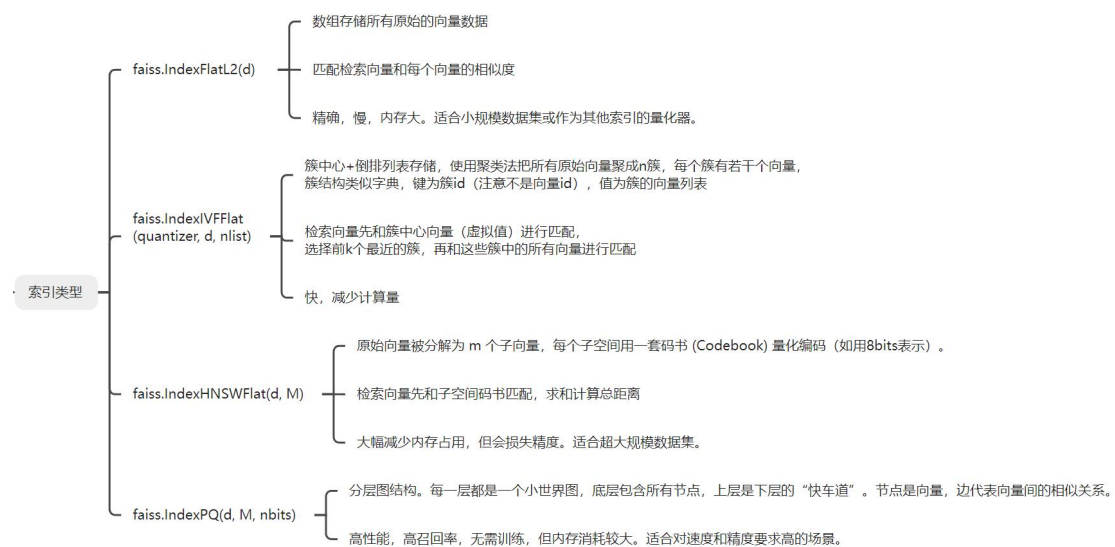 索引类型
faiss.IndexFlatL2(d)
数组存储所有原始的向量数据
匹配检索向量和每个向量的相似度
精确，慢，内存大。适合小规模数据集或作为其他索引的量化器。
faiss.IndexIVFFlat
(quantizer, d, nlist)
簇中心+倒排列表存储，使用聚类法把所有原始向量聚成n簇，每个簇有若干个向量，
簇结构类似字典，键为簇id（注意不是向量id），值为簇的向量列表
检索向量先和簇中心向量（虚拟值）进行匹配，
选择前k个最近的簇，再和这些簇中的所有向量进行匹配
快，减少计算量
faiss.IndexHNSWFlat(d, M)
原始向量被分解为 m 个子向量，每个子空间用一套码书 (Codebook) 量化编码（如用8bits表示）。
检索向量先和子空间码书匹配，求和计算总距离
大幅减少内存占用，但会损失精度。适合超大规模数据集。
faiss.IndexPQ(d, M, nbits)
分层图结构。每一层都是一个小世界图，底层包含所有节点，上层是下层的“快车道”。节点是向量，边代表向量间的相似关系。
高性能，高召回率，无需训练，但内存消耗较大。适合对速度和精度要求高的场景。